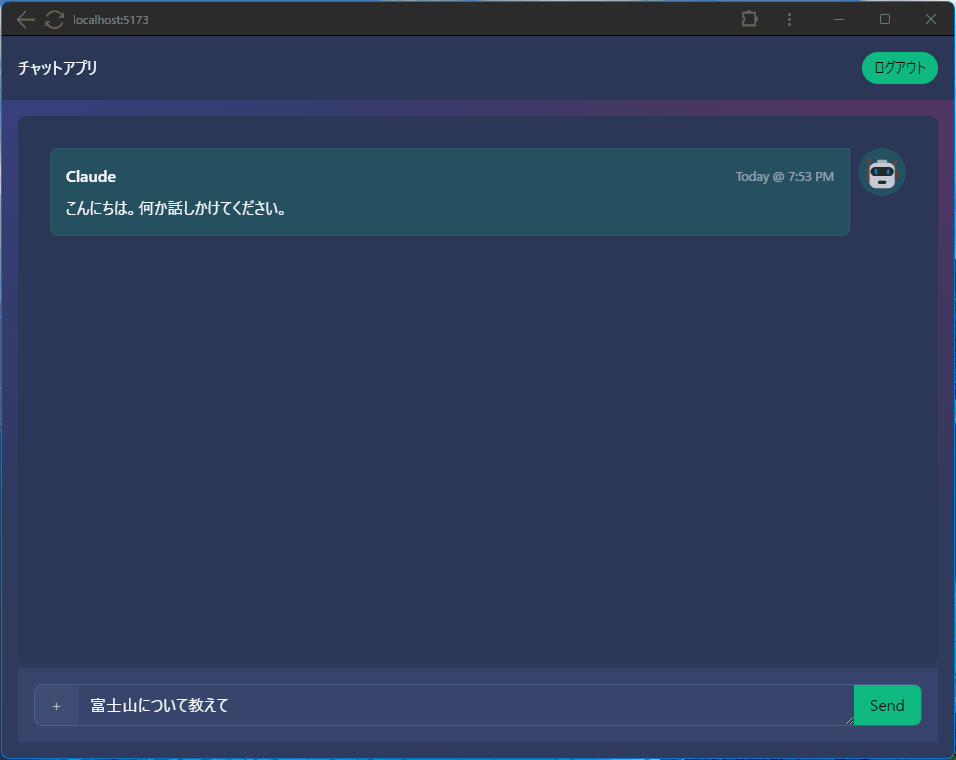 localhost:5173
チャットアプリ
ログアウト
Claude
Today @ 7:53 PM
こんにちは。何か話しかけてください。
+
富士山について教えて
Send